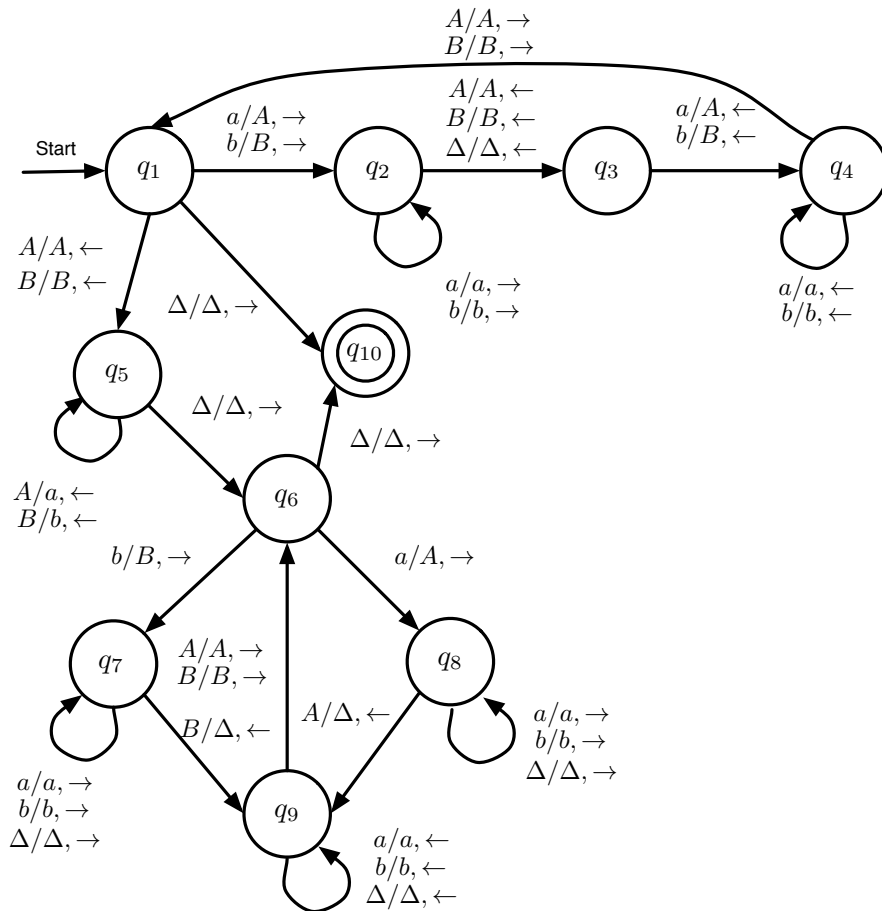 A/A, →
B/B, →
A/A, ←
B/B, ←
Δ/Δ, ←
a/A, →
b/B, →
a/A, ←
b/B, ←
Start
q1
q2
q3
q4
A/A, ←
B/B, ←
a/a, →
b/b, →
a/a, ←
b/b, ←
Δ/Δ, →
q10
q5
Δ/Δ, →
Δ/Δ, →
A/a, ←
B/b, ←
q6
b/B, →
a/A, →
q7
A/A, →
B/B, →
q8
B/Δ, ←
A/Δ, ←
a/a, →
b/b, →
Δ/Δ, →
a/a, →
b/b, →
Δ/Δ, →
q9
a/a, ←
b/b, ←
Δ/Δ, ←